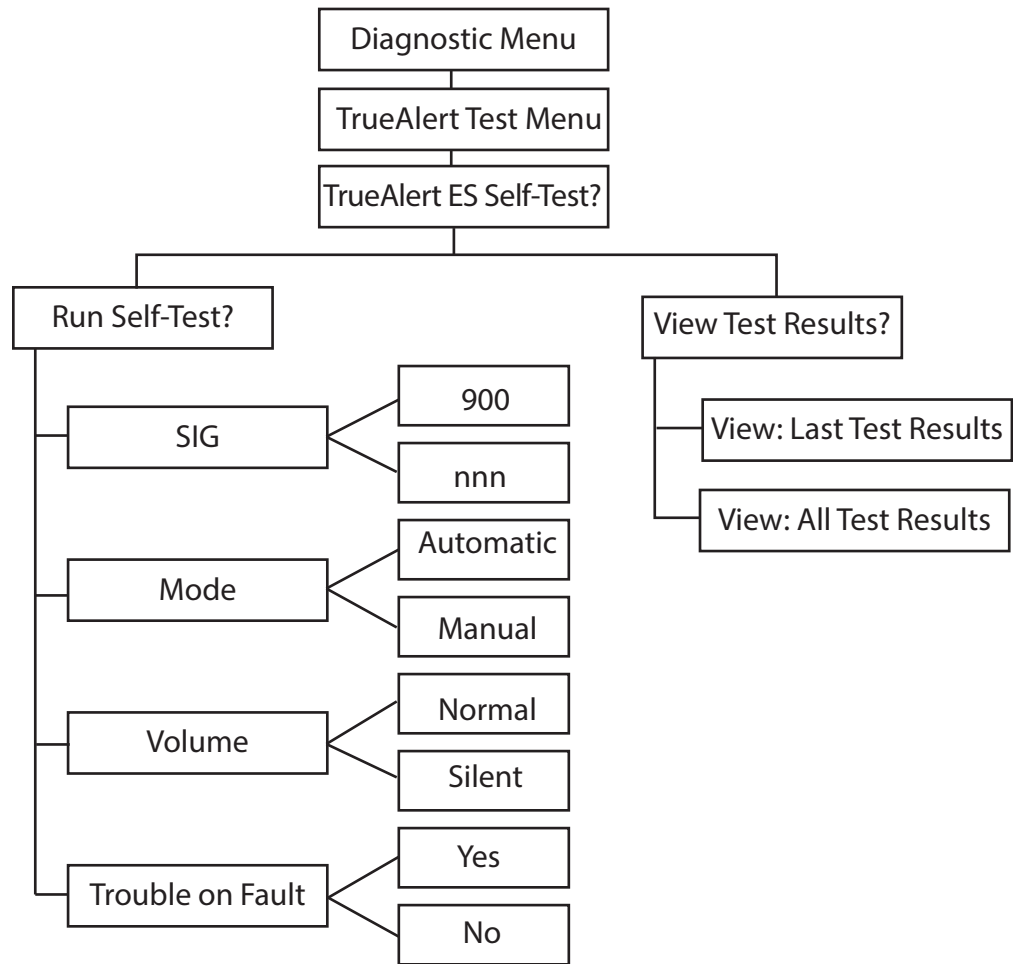 Diagnostic Menu
TrueAlert Test Menu
TrueAlert ES Self-Test?
Run Self-Test?
SIG
900
nnn
Mode
Automatic
Manual
Volume
Normal
Silent
Trouble on Fault
Yes
No
View Test Results?
View: Last Test Results
View: All Test Results